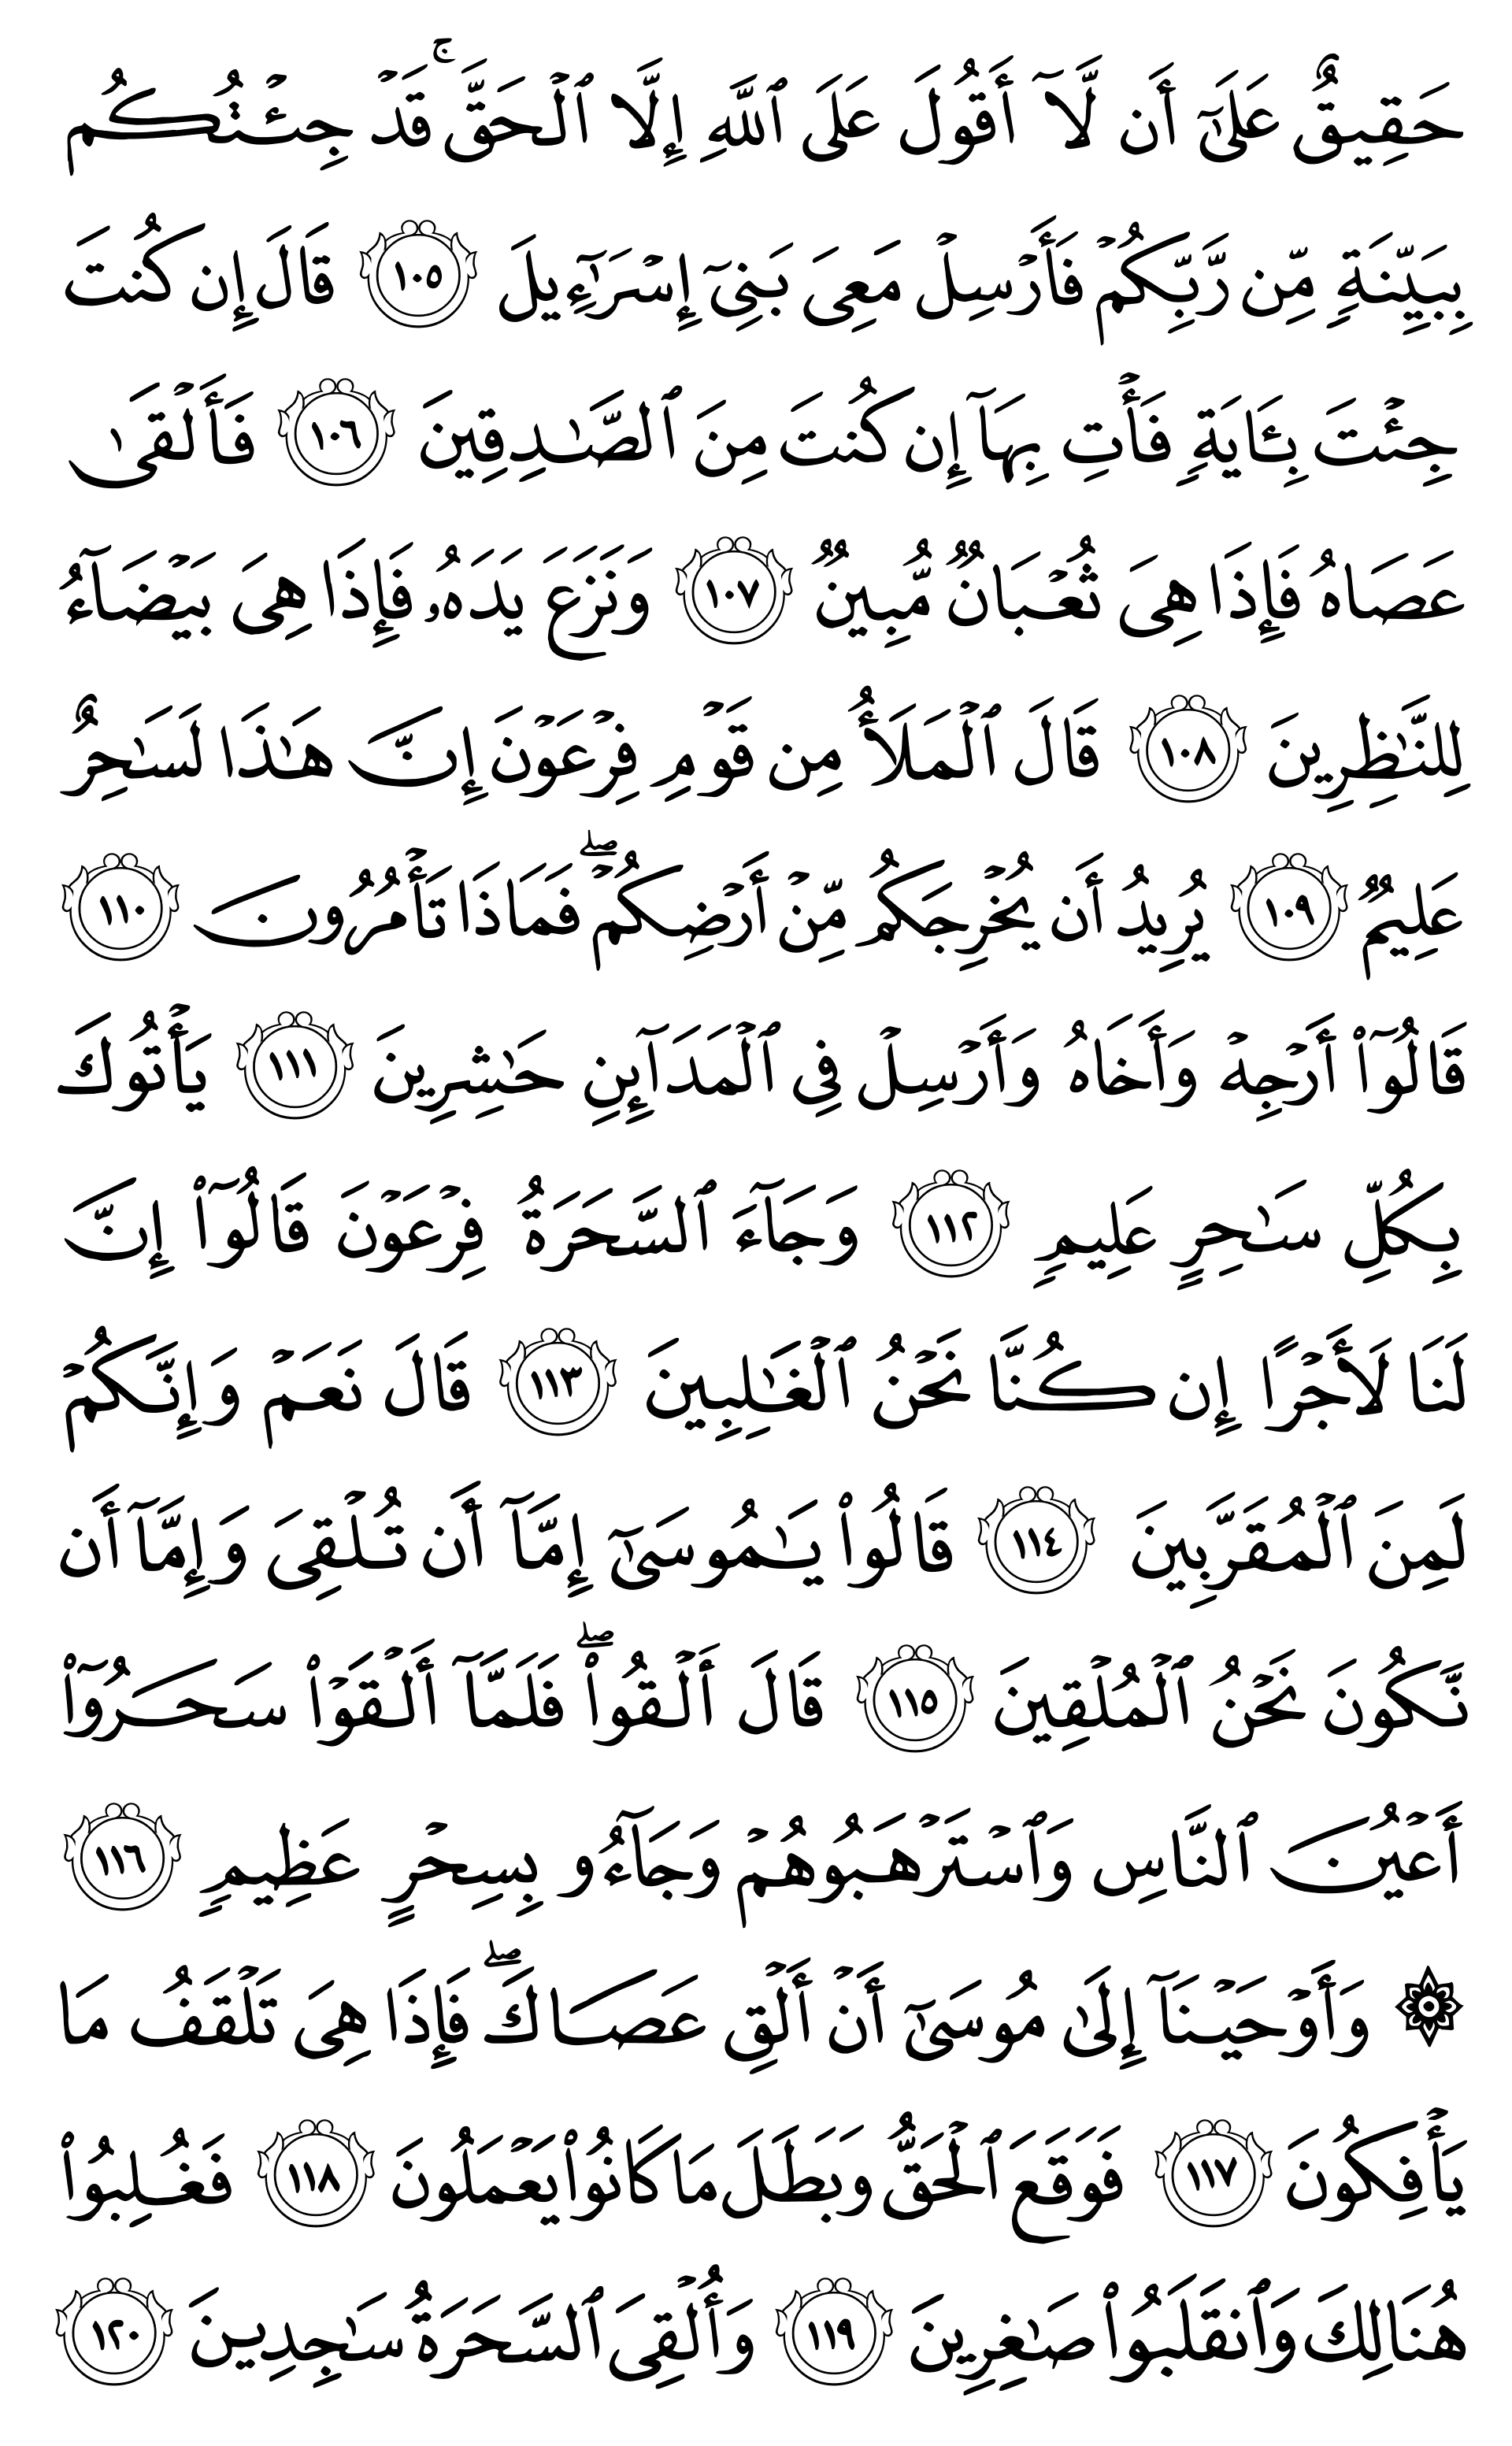 حَقِيقٌ عَلَىٰٓ أَن لَّآ أَقُولَ عَلَى ٱللَّهِ إِلَّا ٱلْحَقَّ ۚ قَدْ جِئْتُكُم
بِبَيِّنَةٍ مِّن رَّبِّكُمْ فَأَرْسِلْ مَعِىَ بَنِىٓ إِسْرَٰٓءِيلَ ١٠٥ قَالَ إِن كُنتَ
جِئْتَ بِـَٔايَةٍ فَأْتِ بِهَآ إِن كُنتَ مِنَ ٱلصَّـٰدِقِينَ ١٠٦ فَأَلْقَىٰ
عَصَاهُ فَإِذَا هِىَ ثُعْبَانٌ مُّبِينٌ ١٠٧ وَنَزَعَ يَدَهُۥ فَإِذَا هِىَ بَيْضَآءُ
لِلنَّـٰظِرِينَ ١٠٨ قَالَ ٱلْمَلَأُ مِن قَوْمِ فِرْعَوْنَ إِنَّ هَـٰذَا لَسَـٰحِرٌ
عَلِيمٌ ١٠٩ يُرِيدُ أَن يُخْرِجَكُم مِّنْ أَرْضِكُمْ ۖ فَمَاذَا تَأْمُرُونَ ١١٠
قَالُوٓا۟ أَرْجِهْ وَأَخَاهُ وَأَرْسِلْ فِى ٱلْمَدَآئِنِ حَـٰشِرِينَ ١١١ يَأْتُوكَ
بِكُلِّ سَـٰحِرٍ عَلِيمٍ ١١٢ وَجَآءَ ٱلسَّحَرَةُ فِرْعَوْنَ قَالُوٓا۟ إِنَّ
لَنَا لَأَجْرًا إِن كُنَّا نَحْنُ ٱلْغَـٰلِبِينَ ١١٣ قَالَ نَعَمْ وَإِنَّكُمْ
لَمِنَ ٱلْمُقَرَّبِينَ ١١٤ قَالُوا۟ يَـٰمُوسَىٰٓ إِمَّآ أَن تُلْقِىَ وَإِمَّآ أَن
نَّكُونَ نَحْنُ ٱلْمُلْقِينَ ١١٥ قَالَ أَلْقُوا۟ ۖ فَلَمَّآ أَلْقَوْا۟ سَحَرُوٓا۟
أَعْيُنَ ٱلنَّاسِ وَٱسْتَرْهَبُوهُمْ وَجَآءُو بِسِحْرٍ عَظِيمٍ ١١٦
۞ وَأَوْحَيْنَآ إِلَىٰ مُوسَىٰٓ أَنْ أَلْقِ عَصَاكَ ۖ فَإِذَا هِىَ تَلْقَفُ مَا
يَأْفِكُونَ ١١٧ فَوَقَعَ ٱلْحَقُّ وَبَطَلَ مَا كَانُوا۟ يَعْمَلُونَ ١١٨ فَغُلِبُوا۟
هُنَالِكَ وَٱنقَلَبُوا۟ صَـٰغِرِينَ ١١٩ وَأُلْقِىَ ٱلسَّحَرَةُ سَـٰجِدِينَ ١٢٠